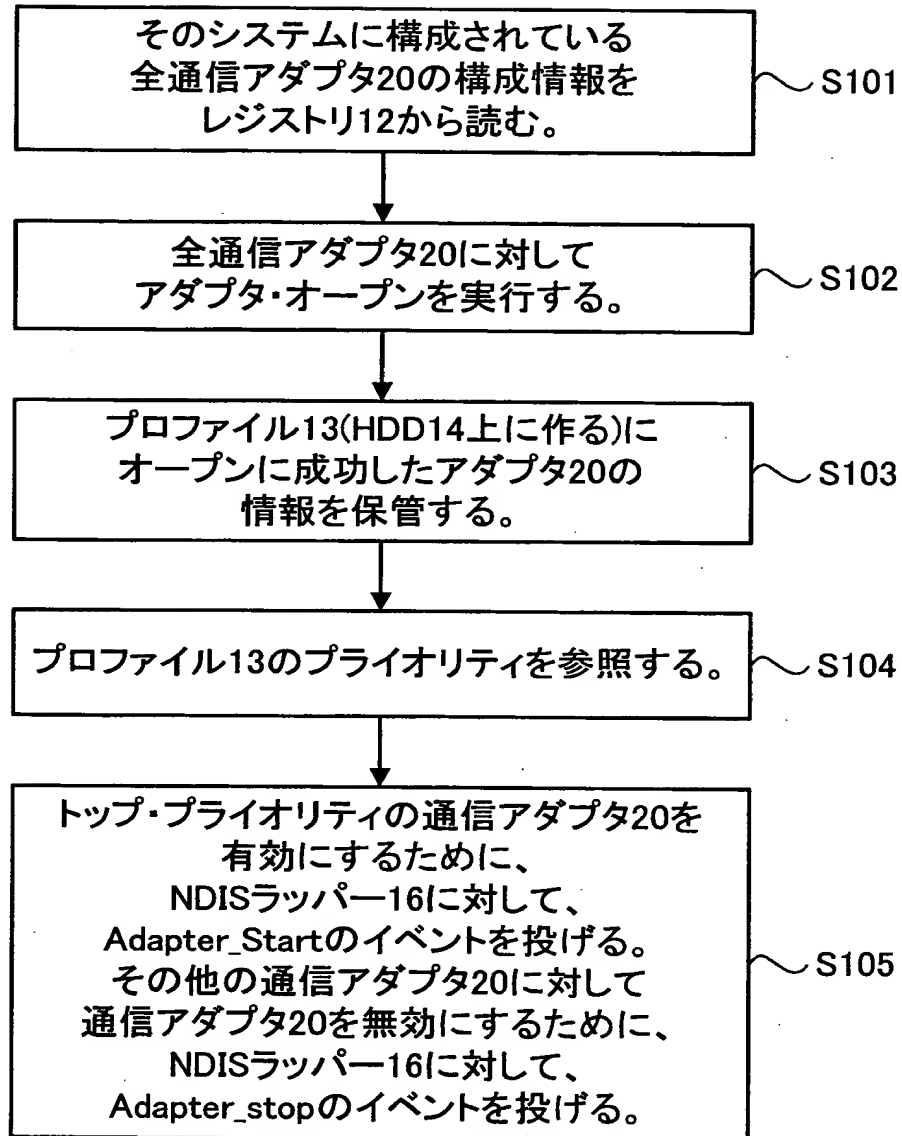 そのシステムに構成されている
全通信アダプタ20の構成情報を
レジストリ12から読む。
S101
全通信アダプタ20に対して
アダプタ・オープンを実行する。
S102
プロファイル13(HDD14上に作る)に
オープンに成功したアダプタ20の
情報を保管する。
S103
プロファイル13のプライオリティを参照する。
S104
トップ・プライオリティの通信アダプタ20を
有効にするために、
NDISラッパー16に対して、
Adapter_Startのイベントを投げる。
その他の通信アダプタ20に対して
通信アダプタ20を無効にするために、
NDISラッパー16に対して、
Adapter_stopのイベントを投げる。
S105